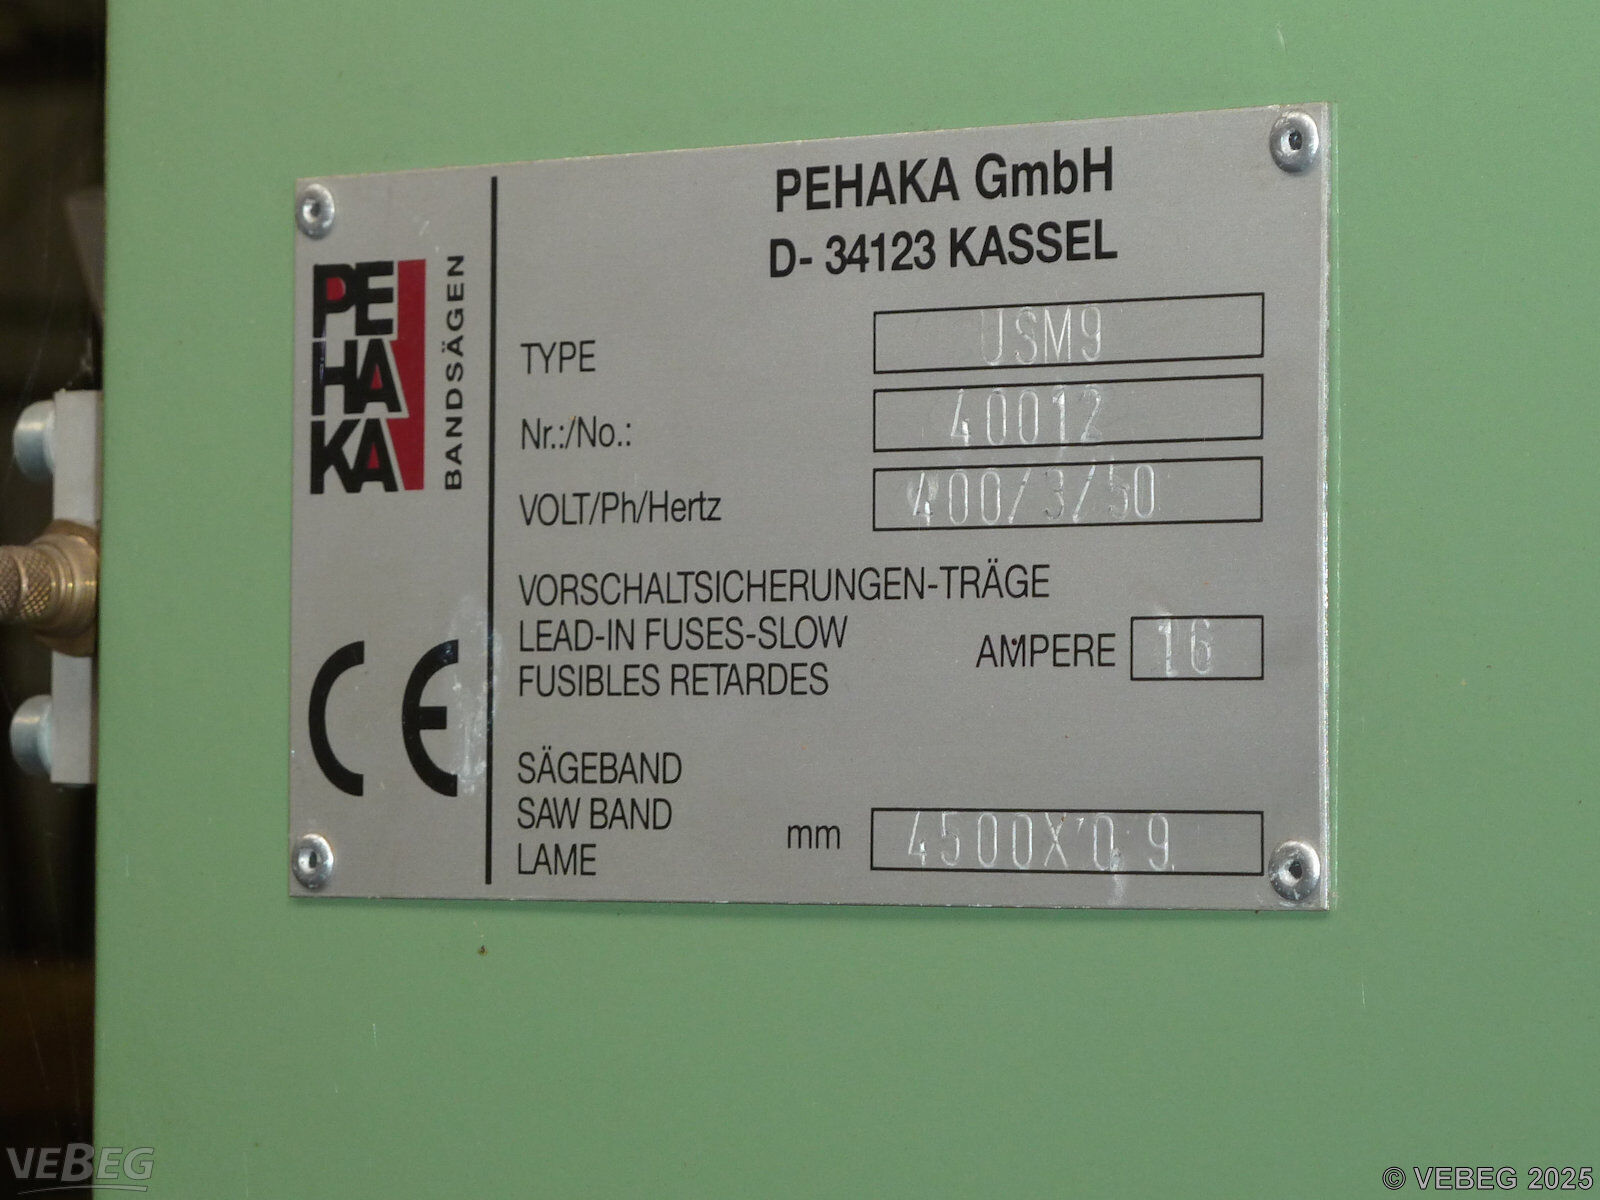 PEHAKA GmbH
D- 34123 KASSEL
PE
HA
KA
BANDSÄGEN
TYPE USM9
Nr.:/No.: 40012
VOLT/Ph/Hertz 400/3/50
VORSCHALTSICHERUNGEN-TRÄGE
LEAD-IN FUSES-SLOW
FUSIBLES RETARDES
AMPERE 16
CE
SÄGEBAND
SAW BAND
LAME
mm 4500X0,9
VEBEG
© VEBEG 2025